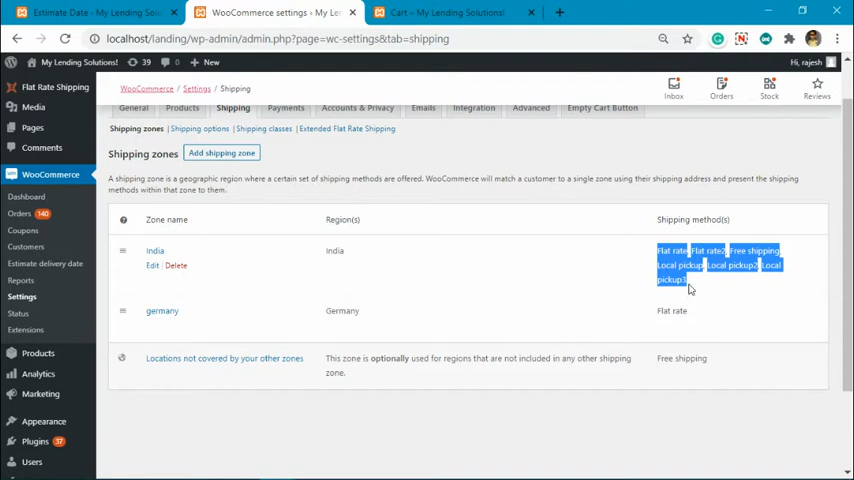 Estimate Date – My Lending Solu
WooCommerce settings ‹ My Len
Cart – My Lending Solutions!
localhost/landing/wp-admin/admin.php?page=wc-settings&tab=shipping
My Lending Solutions! 39 0 New
Hi, rajesh
Flat Rate Shipping
Media
Pages
Comments
WooCommerce
Dashboard
Orders 140
Coupons
Customers
Estimate delivery date
Reports
Settings
Status
Extensions
Products
Analytics
Marketing
Appearance
Plugins 37
Users
WooCommerce / Settings / Shipping
Inbox Orders Stock Reviews
General Products Shipping Payments Accounts & Privacy Emails Integration Advanced Empty Cart Button
Shipping zones | Shipping options | Shipping classes | Extended Flat Rate Shipping
Shipping zones Add shipping zone
A shipping zone is a geographic region where a certain set of shipping methods are offered. WooCommerce will match a customer to a single zone using their shipping address and present the shipping
methods within that zone to them.
Zone name Region(s) Shipping method(s)
India India Flat rate, Flat rate2, Free shipping,
Edit | Delete Local pickup, Local pickup2, Local
pickup3
germany Germany Flat rate
Locations not covered by your other zones This zone is optionally used for regions that are not included in any other shipping Free shipping
zone.